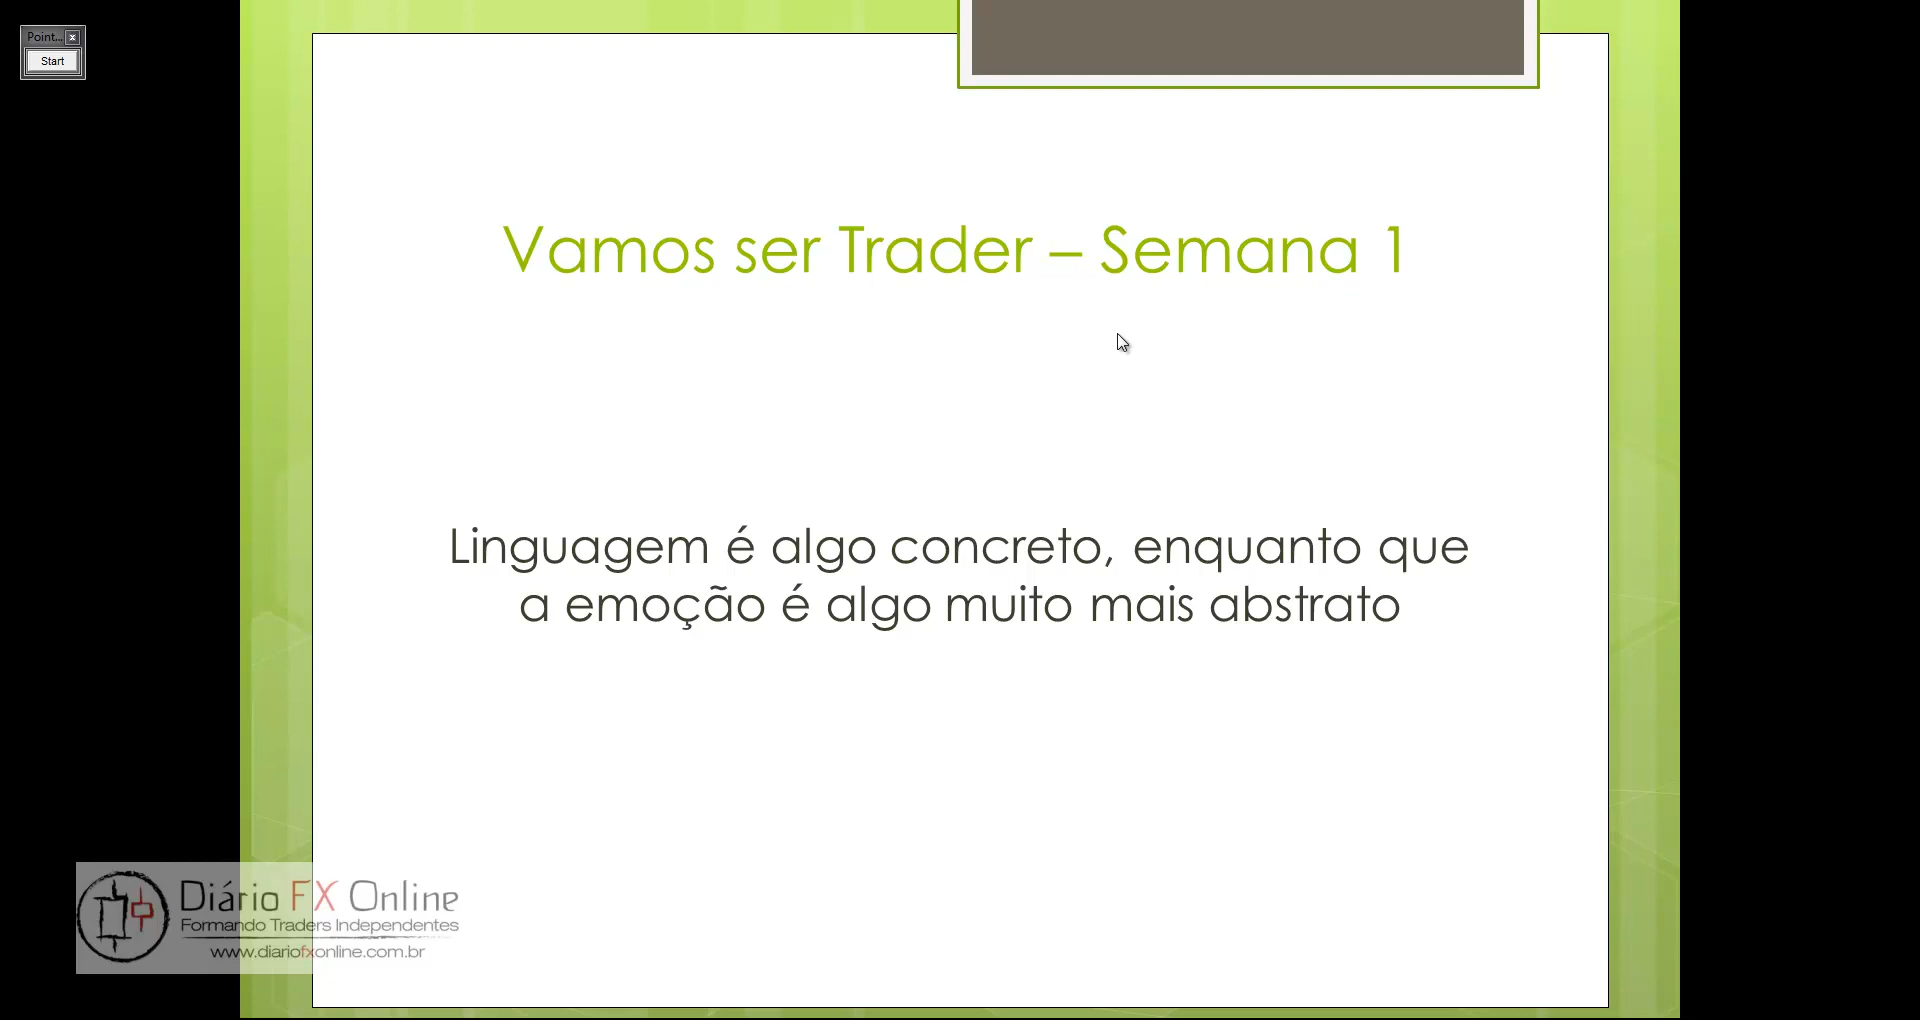 Point...
Start
Vamos ser Trader – Semana 1
Linguagem é algo concreto, enquanto que
a emoção é algo muito mais abstrato
Diário FX Online
Formando Traders Independentes
www.diariofxonline.com.br